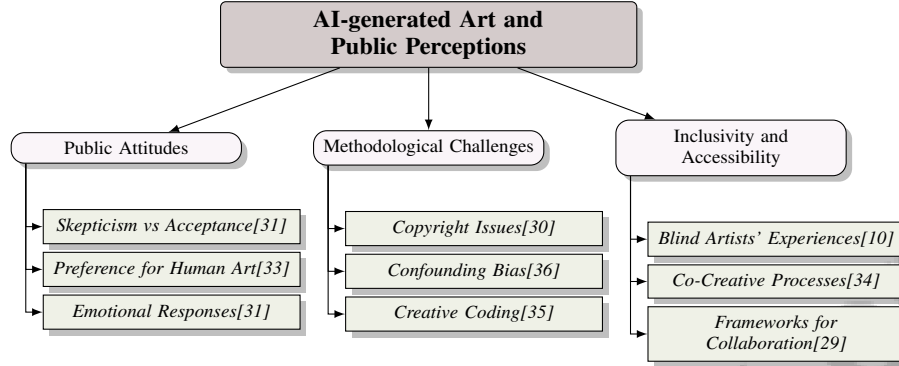 AI-generated Art and
Public Perceptions
Public Attitudes
Skepticism vs Acceptance[31]
Preference for Human Art[33]
Emotional Responses[31]
Methodological Challenges
Copyright Issues[30]
Confounding Bias[36]
Creative Coding[35]
Inclusivity and
Accessibility
Blind Artists' Experiences[10]
Co-Creative Processes[34]
Frameworks for
Collaboration[29]